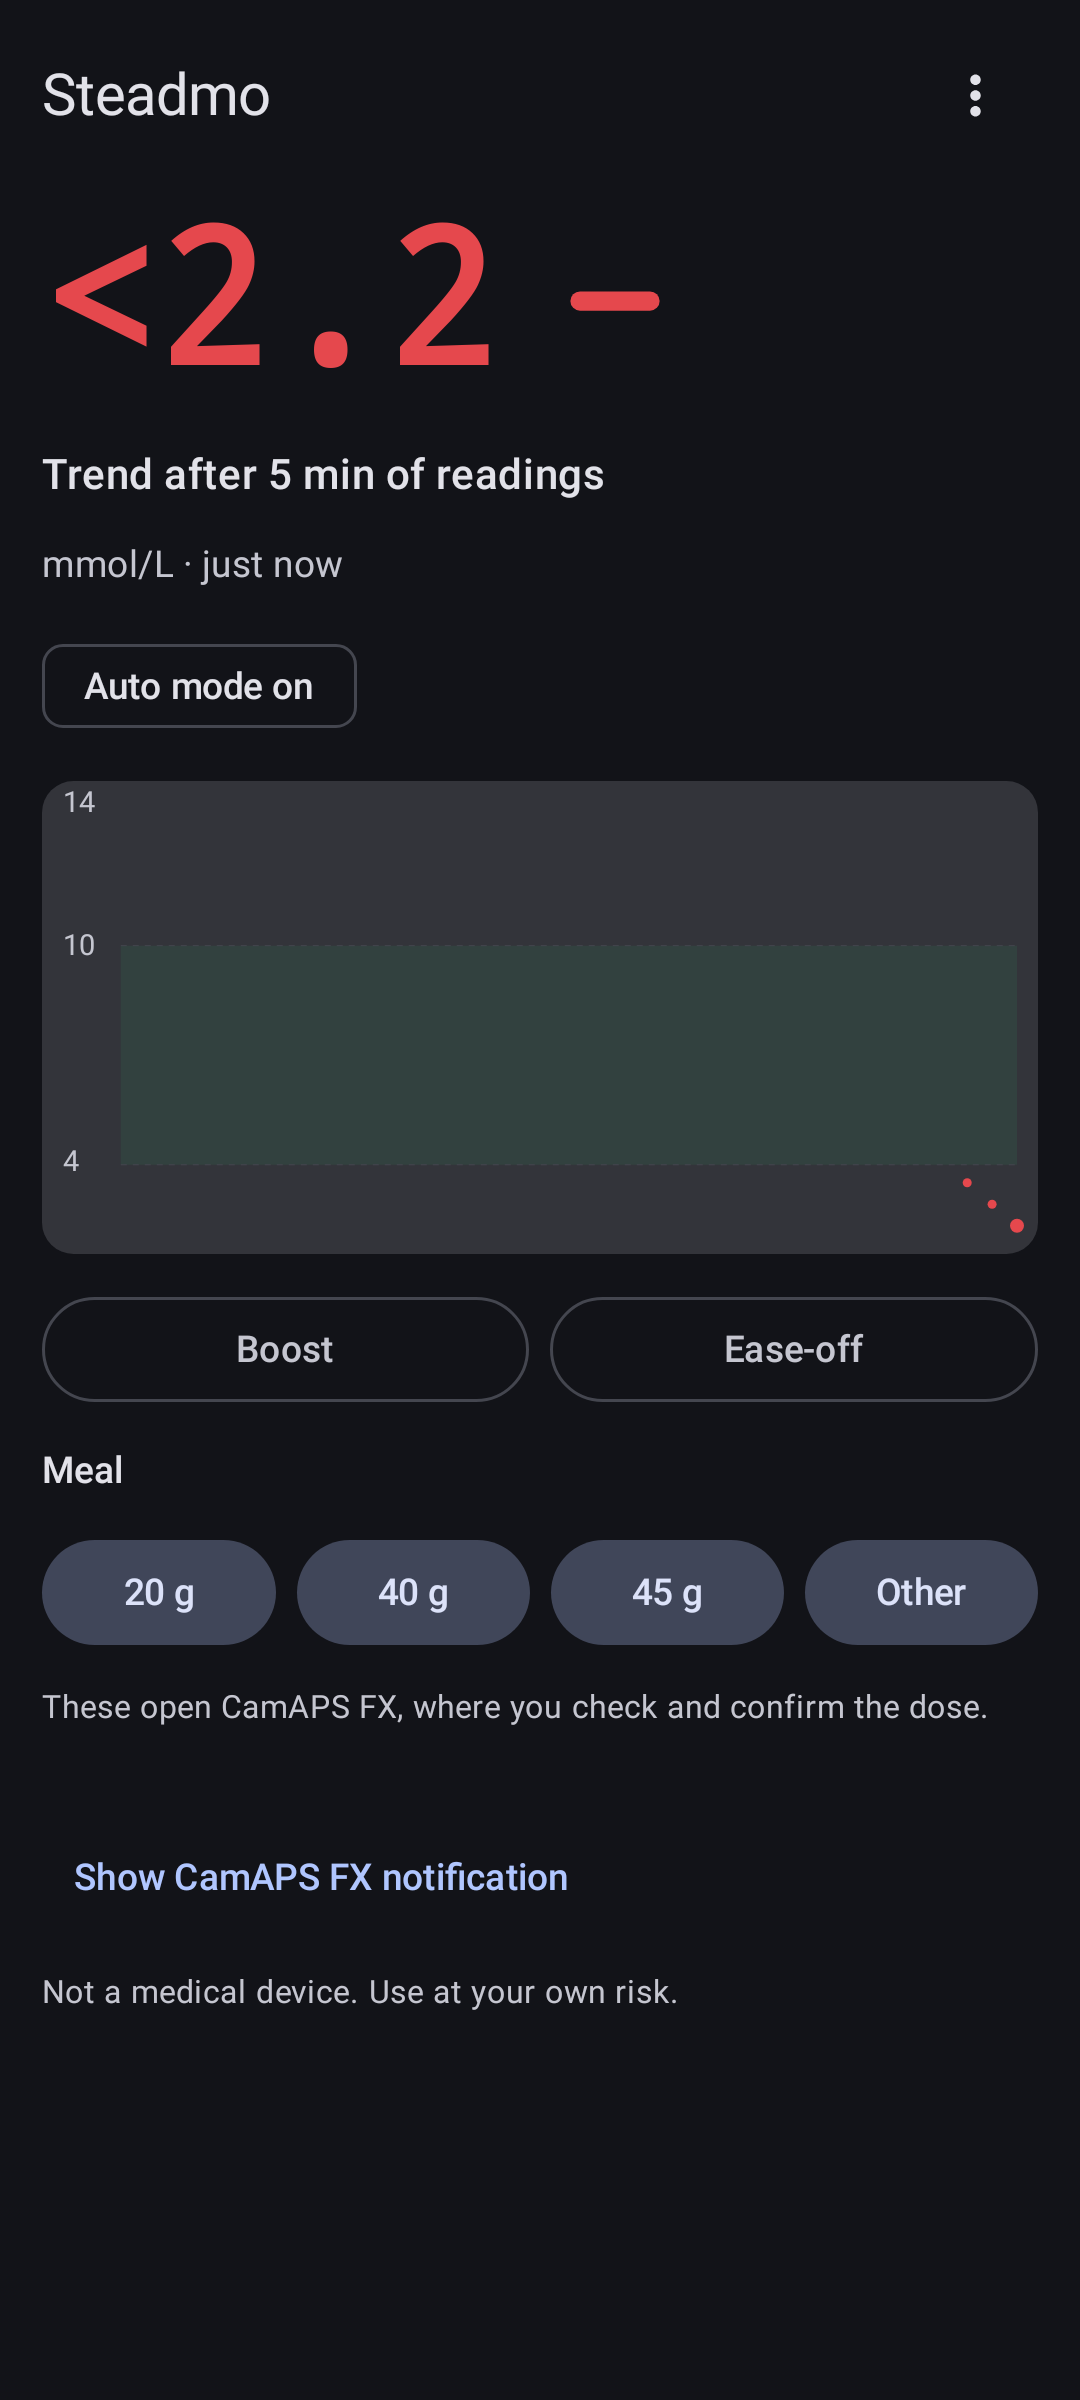 Steadmo
<2.2 –
Trend after 5 min of readings
mmol/L · just now
Auto mode on
14
10
4
Boost
Ease-off
Meal
20 g
40 g
45 g
Other
These open CamAPS FX, where you check and confirm the dose.
Show CamAPS FX notification
Not a medical device. Use at your own risk.